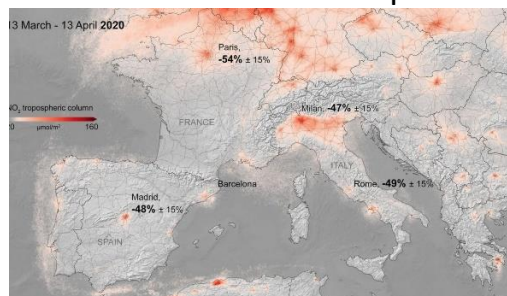 13 March - 13 April 2020
Paris,
-54% ± 15%
NO₂ tropospheric column
20 µmol/m² 160
FRANCE
Milan, -47% ± 15%
ITALY
Madrid,
-48% ± 15%
Barcelona
Rome, -49% ± 15%
SPAIN